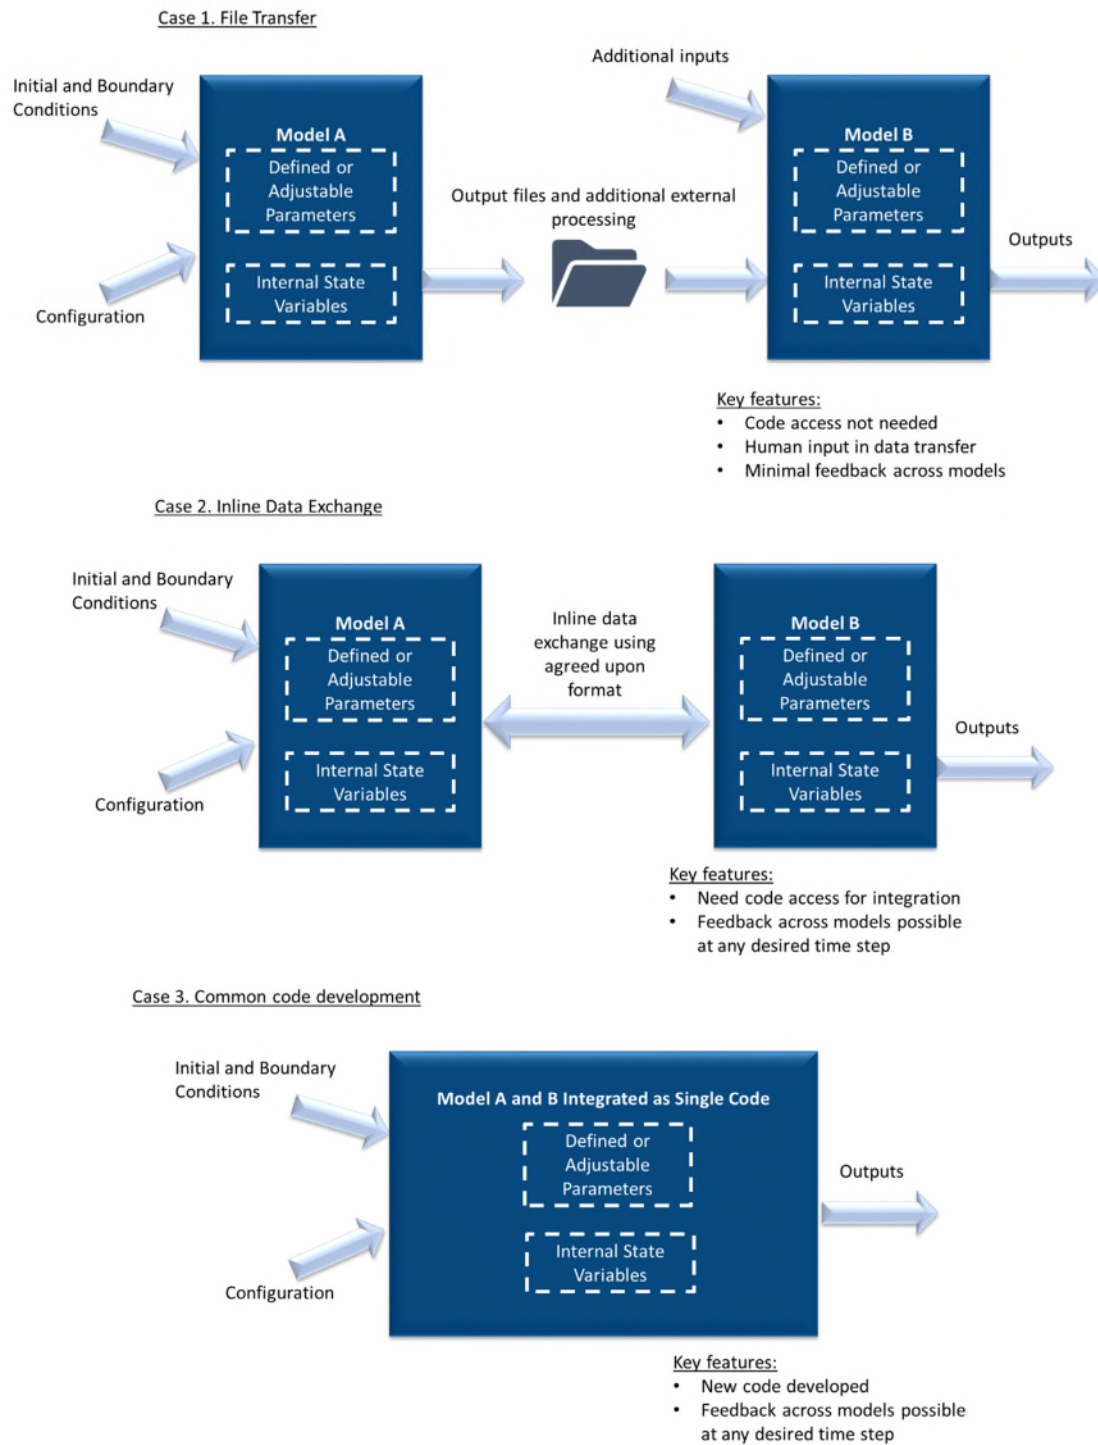 Case 1. File Transfer
Initial and Boundary
Conditions
Configuration
Model A
Defined or
Adjustable
Parameters
Internal State
Variables
Output files and additional external
processing
Additional inputs
Model B
Defined or
Adjustable
Parameters
Internal State
Variables
Outputs
Key features:
• Code access not needed
• Human input in data transfer
• Minimal feedback across models
Case 2. Inline Data Exchange
Initial and Boundary
Conditions
Configuration
Model A
Defined or
Adjustable
Parameters
Internal State
Variables
Inline data
exchange using
agreed upon
format
Model B
Defined or
Adjustable
Parameters
Internal State
Variables
Outputs
Key features:
• Need code access for integration
• Feedback across models possible
at any desired time step
Case 3. Common code development
Initial and Boundary
Conditions
Configuration
Model A and B Integrated as Single Code
Defined or
Adjustable
Parameters
Internal State
Variables
Outputs
Key features:
• New code developed
• Feedback across models possible
at any desired time step